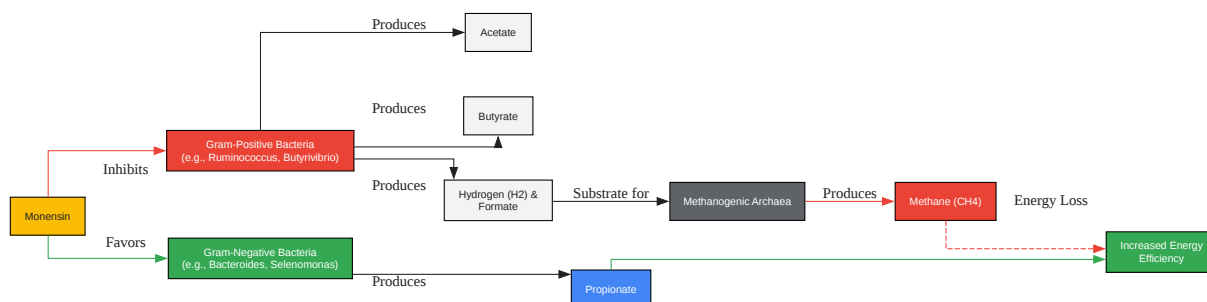 Produces
Acetate
Produces
Butyrate
Gram-Positive Bacteria
(e.g., Ruminococcus, Butyrivibrio)
Inhibits
Produces
Hydrogen (H2) &
Formate
Substrate for
Methanogenic Archaea
Produces
Methane (CH4)
Energy Loss
Monensin
Favors
Gram-Negative Bacteria
(e.g., Bacteroides, Selenomonas)
Produces
Propionate
Increased Energy
Efficiency